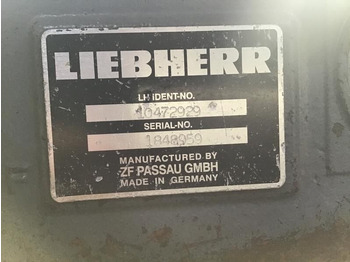 LIEBHERR
LH IDENT-NO.
10472929
SERIAL-NO.
1848959
MANUFACTURED BY
ZF PASSAU GMBH
MADE IN GERMANY